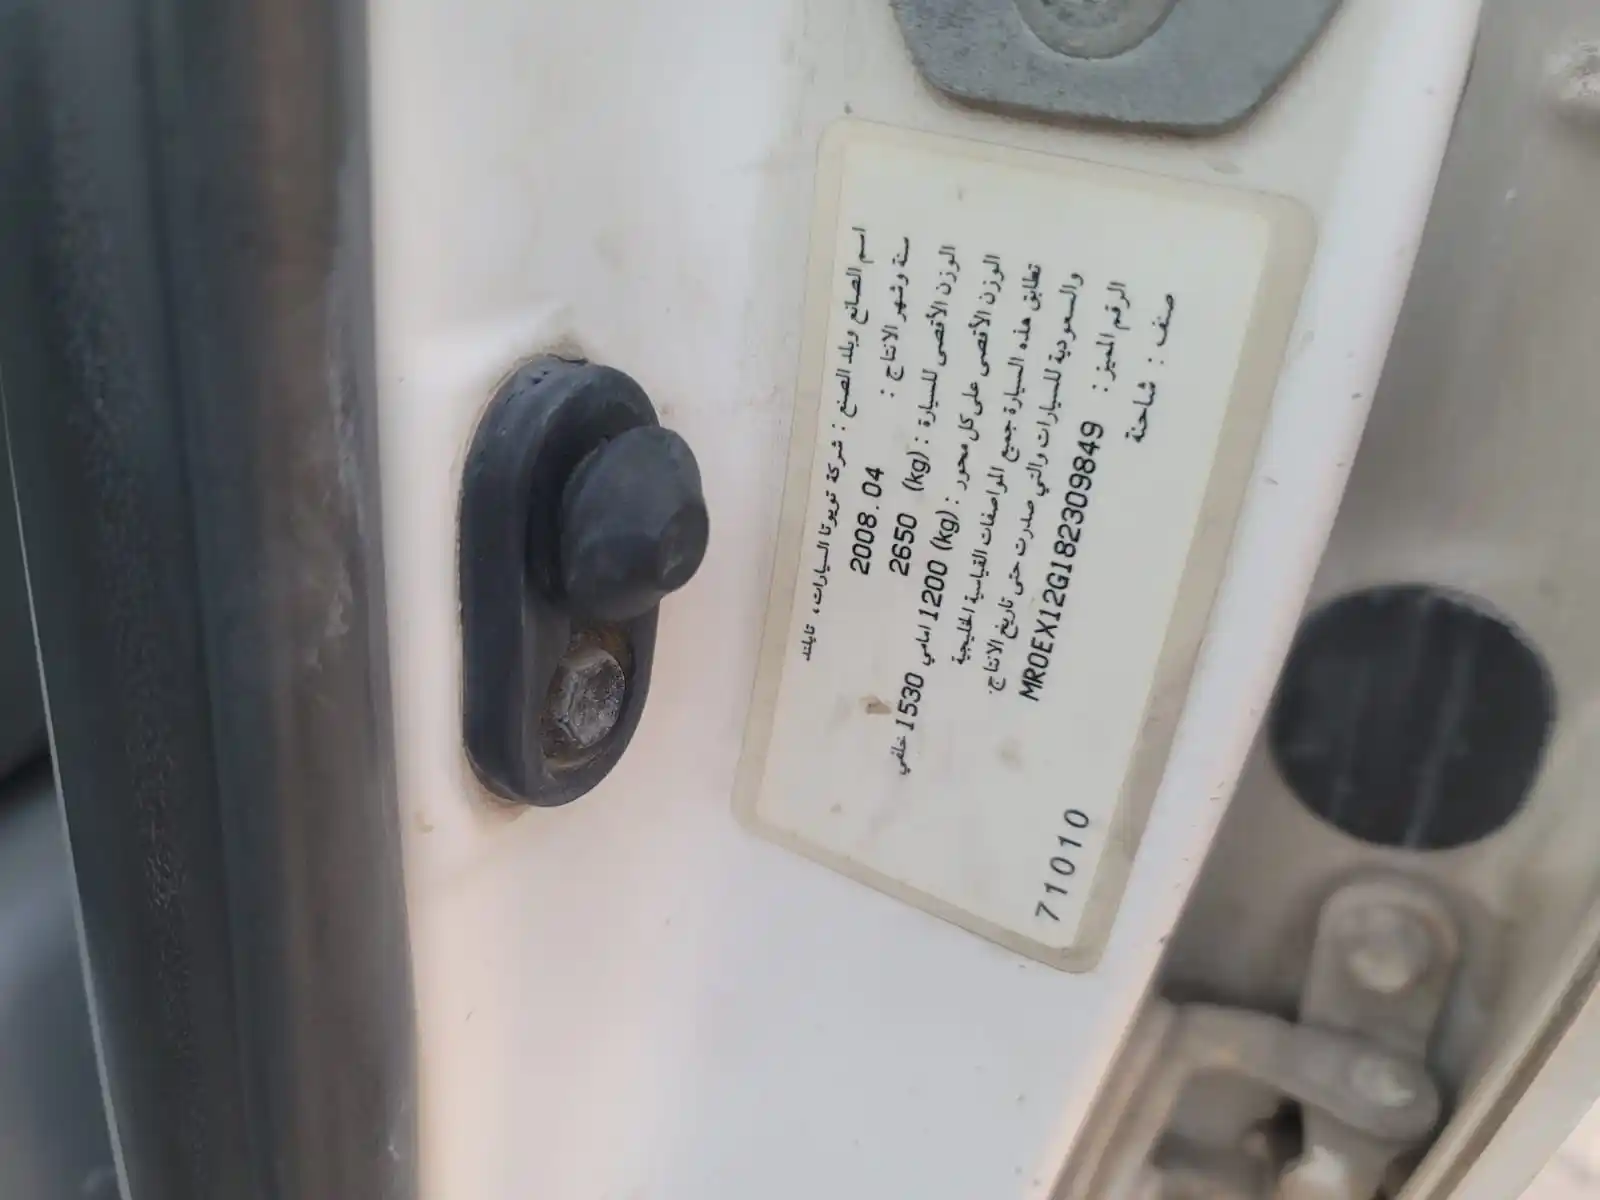 اسم الصانع وبلد الصنع : شركة تويوتا للسيارات، تايلند
سنة وشهر الانتاج : 2008.04
الوزن الأقصى للسيارة : (kg) 2650
الوزن الأقصى على كل محور : (kg) 1200 امامي 1530 خلفي
تطابق هذه السيارة جميع المواصفات القياسية الخليجية
والسعودية للسيارات والتي صدرت حتى تاريخ الانتاج.
الرقم المميز : MR0EX12G182309849
صنف : شاحنة
71010